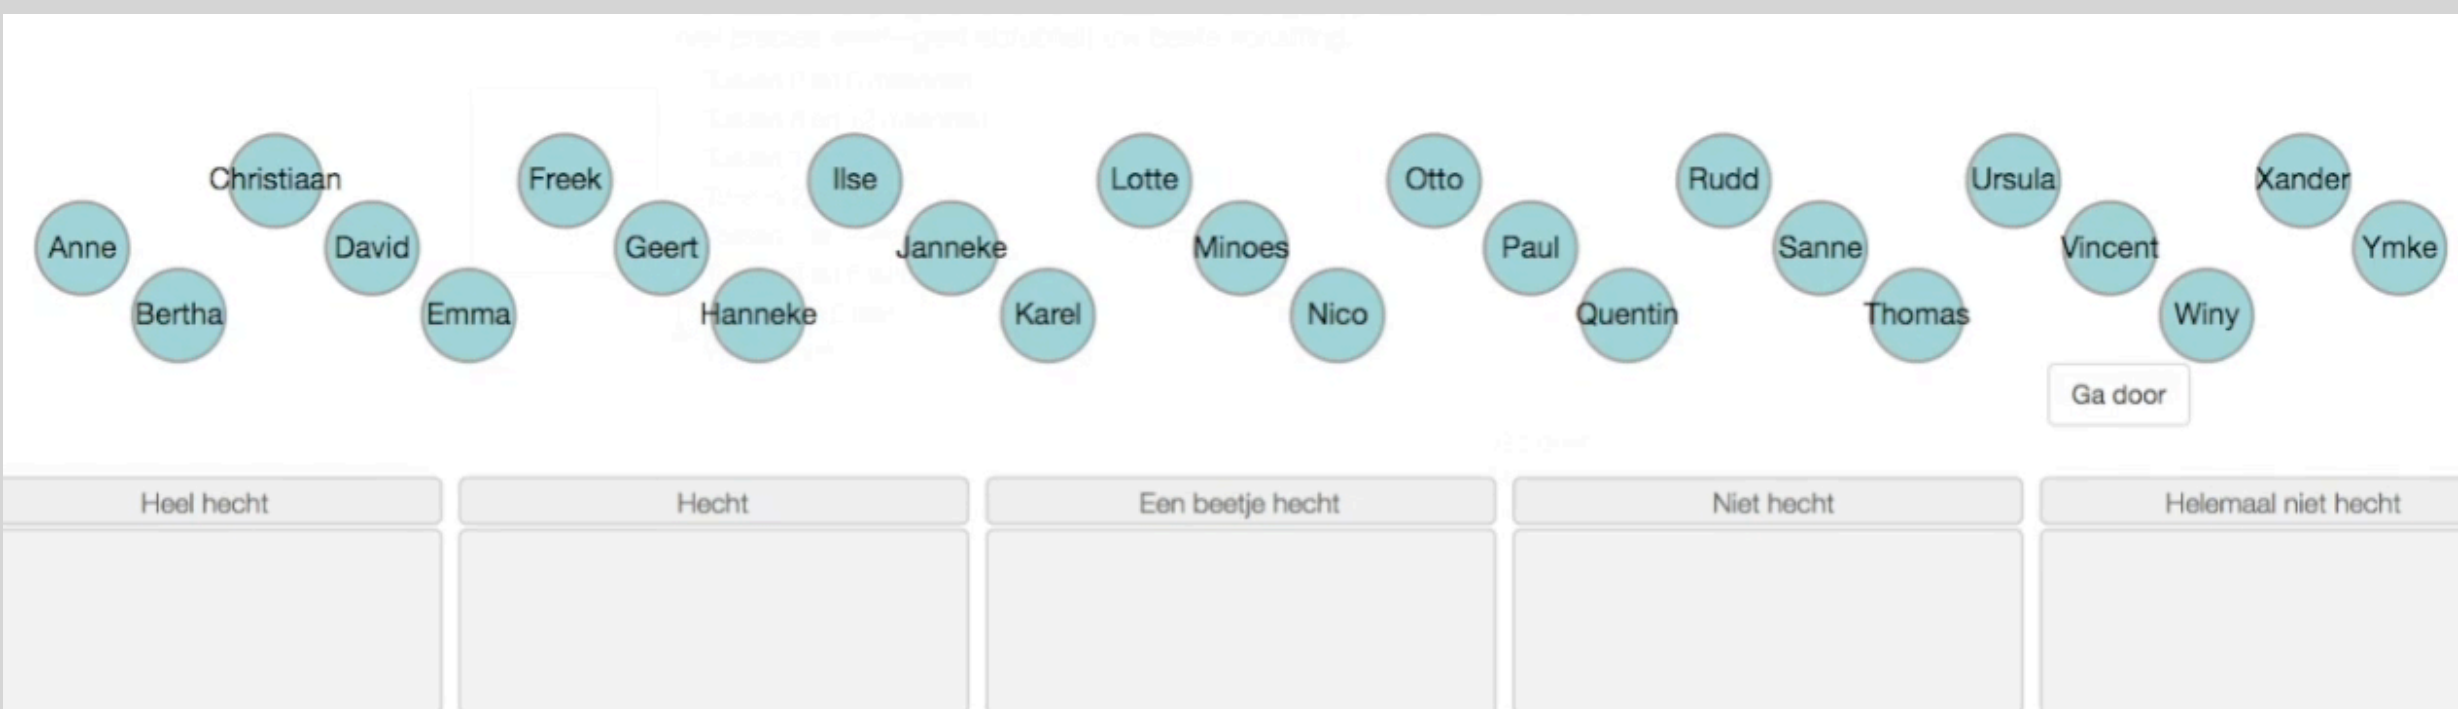 Christiaan Freek Ilse Lotte Otto Rudd Ursula Xander
Anne David Geert Janneke Minoes Paul Sanne Vincent Ymke
Bertha Emma Hanneke Karel Nico Quentin Thomas Winy
Ga door
Heel hecht Hecht Een beetje hecht Niet hecht Helemaal niet hecht